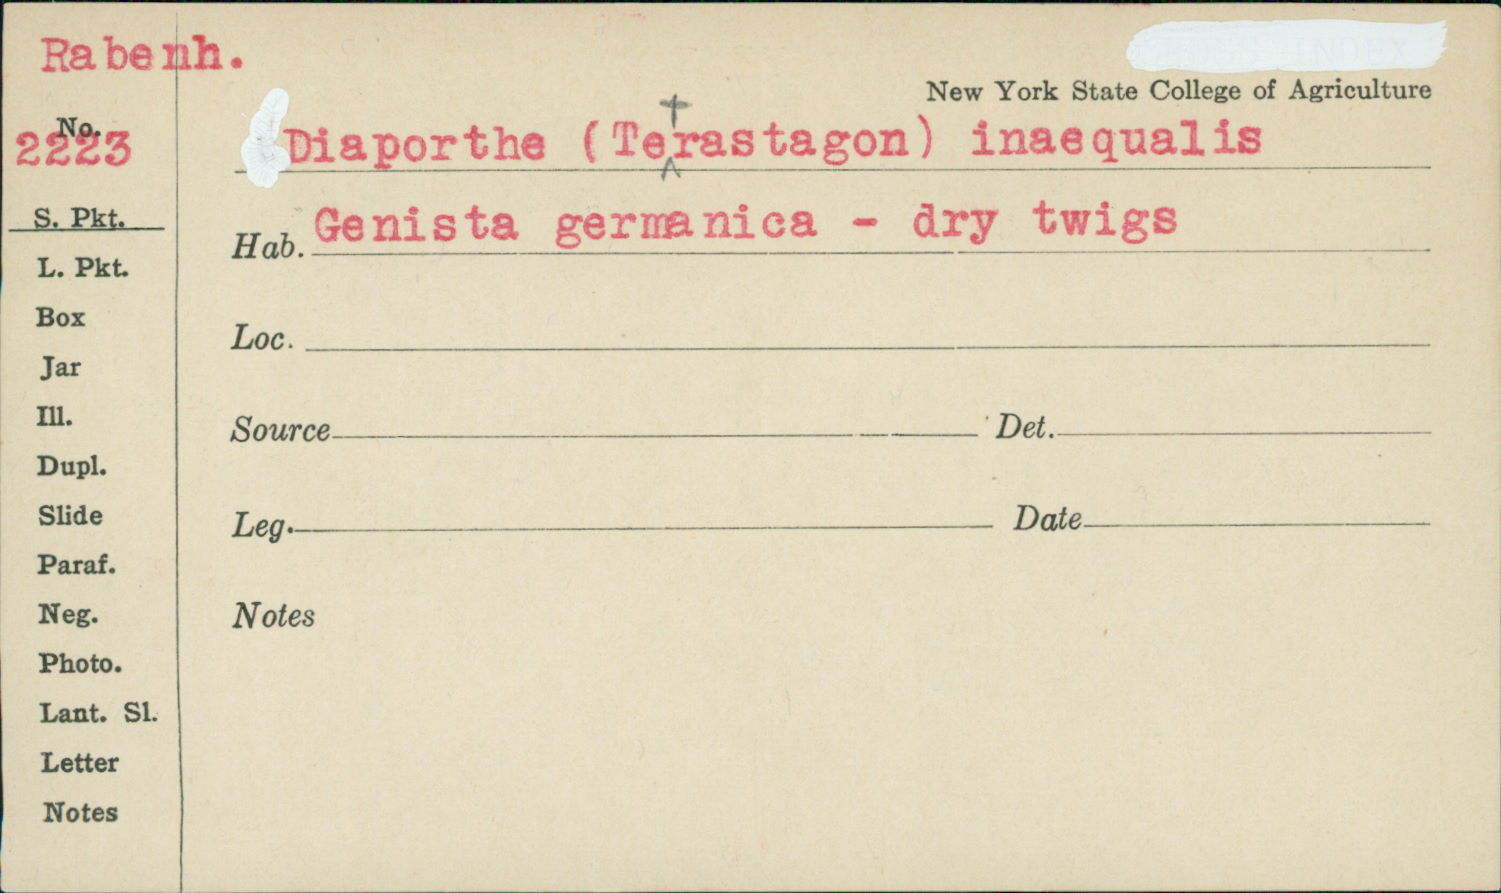 Rabenh.
New York State College of Agriculture
No. 2223
Diaporthe (Tetrastagon) inaequalis
Hab. Genista germanica - dry twigs
Loc.
Source Det.
Leg. Date
Notes
S. Pkt.
L. Pkt.
Box
Jar
Ill.
Dupl.
Slide
Paraf.
Neg.
Photo.
Lant. Sl.
Letter
Notes